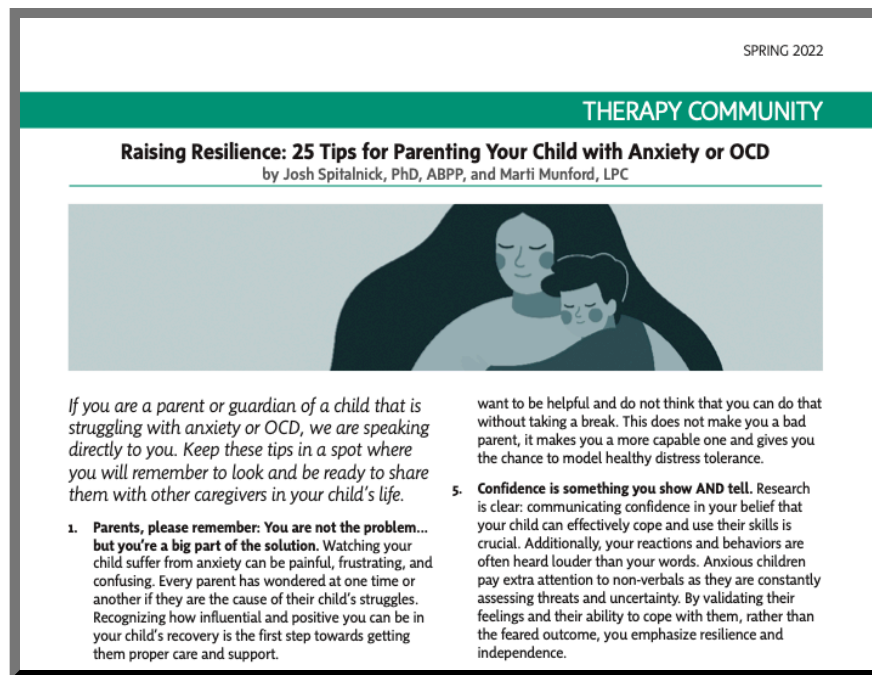 SPRING 2022
THERAPY COMMUNITY
Raising Resilience: 25 Tips for Parenting Your Child with Anxiety or OCD
by Josh Spitalnick, PhD, ABPP, and Marti Munford, LPC
If you are a parent or guardian of a child that is
struggling with anxiety or OCD, we are speaking
directly to you. Keep these tips in a spot where
you will remember to look and be ready to share
them with other caregivers in your child's life.
1. Parents, please remember: You are not the problem...
but you're a big part of the solution. Watching your
child suffer from anxiety can be painful, frustrating, and
confusing. Every parent has wondered at one time or
another if they are the cause of their child's struggles.
Recognizing how influential and positive you can be in
your child's recovery is the first step towards getting
them proper care and support.
want to be helpful and do not think that you can do that
without taking a break. This does not make you a bad
parent, it makes you a more capable one and gives you
the chance to model healthy distress tolerance.
5. Confidence is something you show AND tell. Research
is clear: communicating confidence in your belief that
your child can effectively cope and use their skills is
crucial. Additionally, your reactions and behaviors are
often heard louder than your words. Anxious children
pay extra attention to non-verbals as they are constantly
assessing threats and uncertainty. By validating their
feelings and their ability to cope with them, rather than
the feared outcome, you emphasize resilience and
independence.